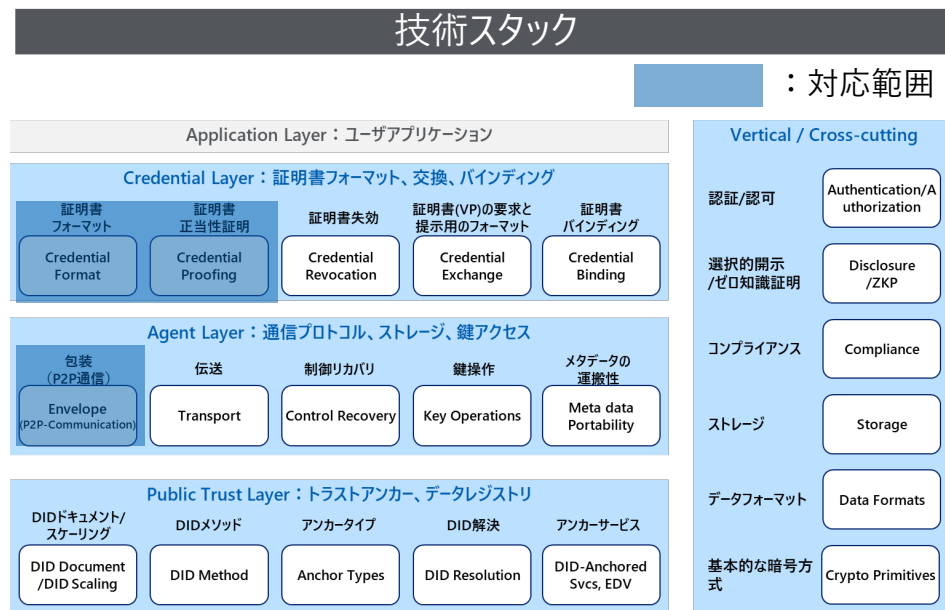 技術スタック
：対応範囲
Application Layer：ユーザアプリケーション
Credential Layer：証明書フォーマット、交換、バインディング
証明書
フォーマット
Credential
Format
証明書
正当性証明
Credential
Proofing
証明書失効
Credential
Revocation
証明書(VP)の要求と
提示用のフォーマット
Credential
Exchange
証明書
バインディング
Credential
Binding
Agent Layer：通信プロトコル、ストレージ、鍵アクセス
包装
（P2P通信）
Envelope
(P2P-Communication)
伝送
Transport
制御リカバリ
Control Recovery
鍵操作
Key Operations
メタデータの
運搬性
Meta data
Portability
Public Trust Layer：トラストアンカー、データレジストリ
DIDドキュメント/
スケーリング
DID Document
/DID Scaling
DIDメソッド
DID Method
アンカータイプ
Anchor Types
DID解決
DID Resolution
アンカーサービス
DID-Anchored
Svcs, EDV
Vertical / Cross-cutting
認証/認可
Authentication/A
uthorization
選択的開示
/ゼロ知識証明
Disclosure
/ZKP
コンプライアンス
Compliance
ストレージ
Storage
データフォーマット
Data Formats
基本的な暗号方
式
Crypto Primitives